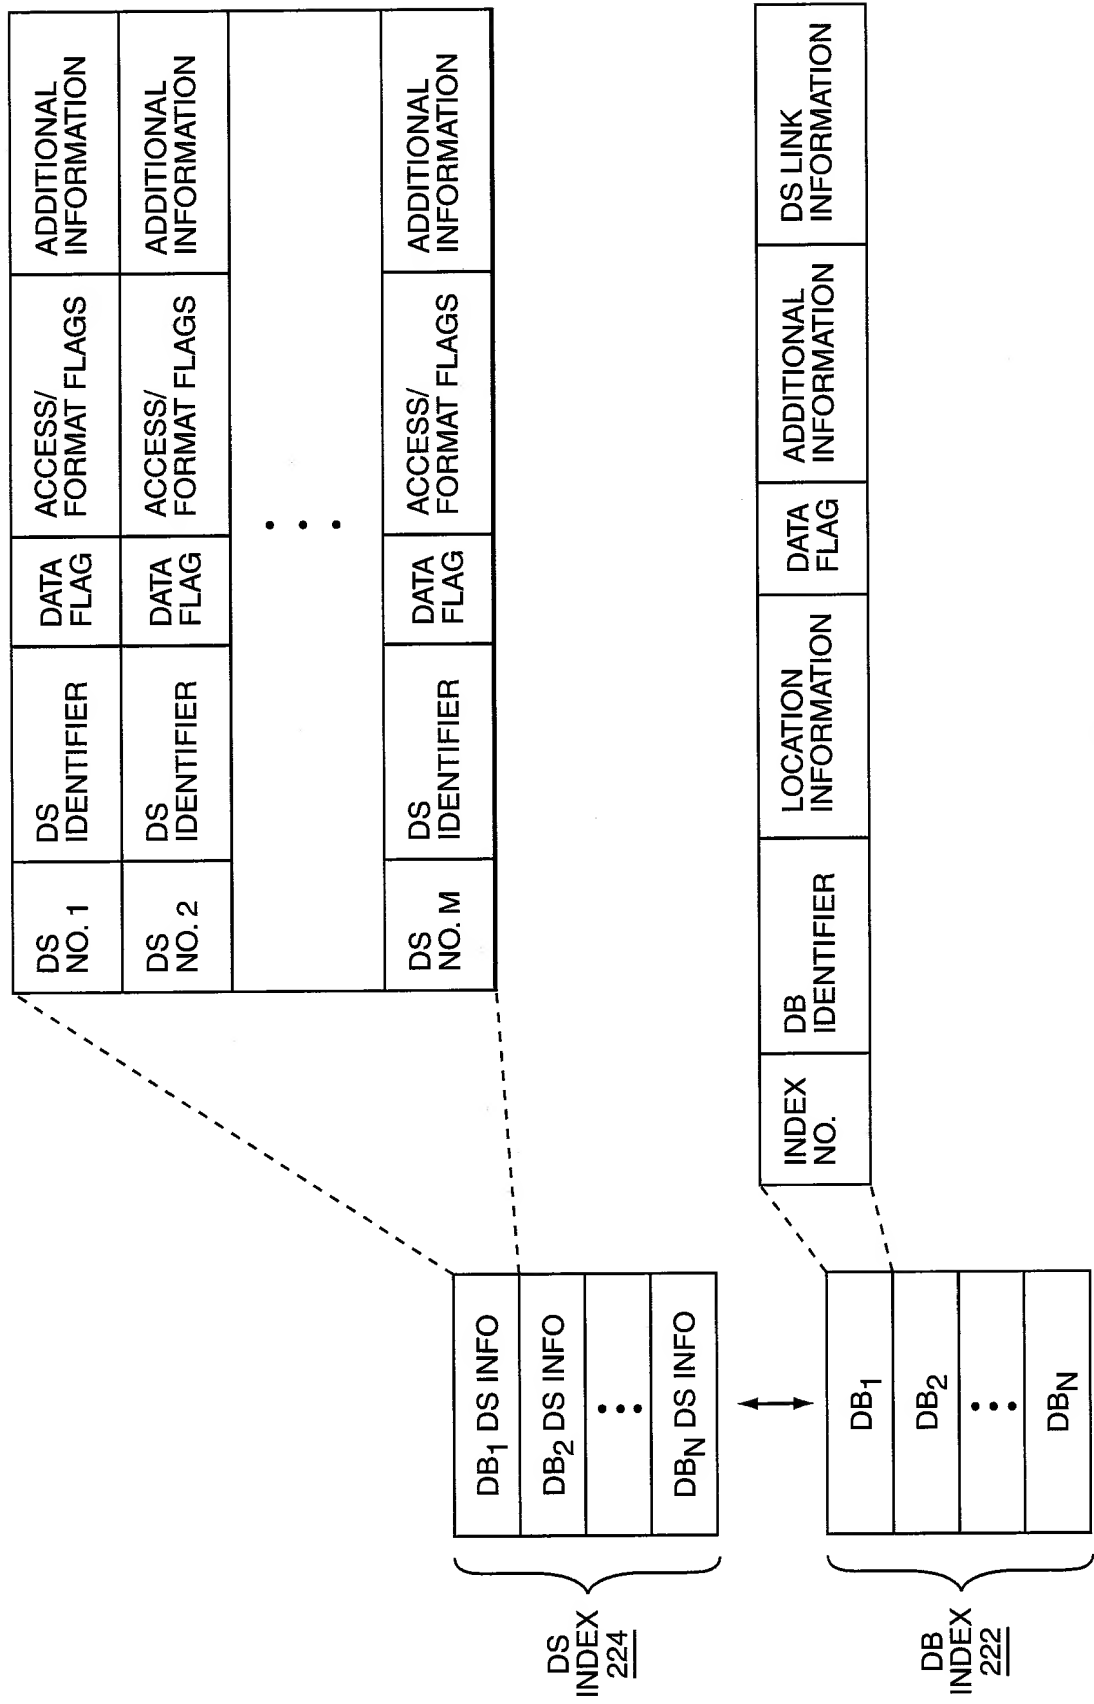 DS
NO. 1
DS
IDENTIFIER
DATA
FLAG
ACCESS/
FORMAT FLAGS
ADDITIONAL
INFORMATION
DS
NO. 2
DS
IDENTIFIER
DATA
FLAG
ACCESS/
FORMAT FLAGS
ADDITIONAL
INFORMATION
DS
NO. M
DS
IDENTIFIER
DATA
FLAG
ACCESS/
FORMAT FLAGS
ADDITIONAL
INFORMATION
DS
INDEX
224
DB1 DS INFO
DB2 DS INFO
DBN DS INFO
INDEX
NO.
DB
IDENTIFIER
LOCATION
INFORMATION
DATA
FLAG
ADDITIONAL
INFORMATION
DS LINK
INFORMATION
DB
INDEX
222
DB1
DB2
DBN